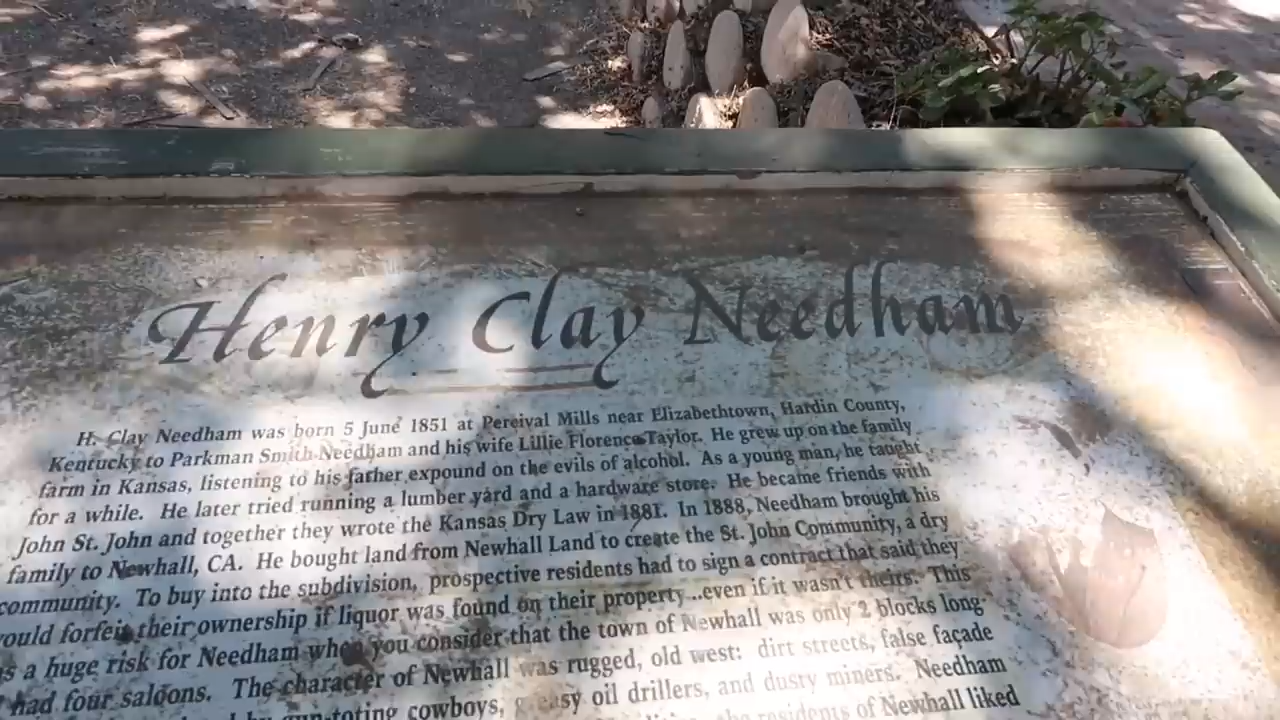 Henry Clay Needham
H. Clay Needham was born 5 June 1851 at Percival Mills near Elizabethtown, Hardin County,
Kentucky to Parkman Smith Needham and his wife Lillie Florence Taylor. He grew up on the family
farm in Kansas, listening to his father expound on the evils of alcohol. As a young man, he taught
for a while. He later tried running a lumber yard and a hardware store. He became friends with
John St. John and together they wrote the Kansas Dry Law in 1881. In 1888, Needham brought his
family to Newhall, CA. He bought land from Newhall Land to create the St. John Community, a dry
community. To buy into the subdivision, prospective residents had to sign a contract that said they
would forfeit their ownership if liquor was found on their property...even if it wasn't theirs. This
a huge risk for Needham when you consider that the town of Newhall was only 2 blocks long
had four saloons. The character of Newhall was rugged, old west: dirt streets, false façade
by gun-toting cowboys, greasy oil drillers, and dusty miners. Needham
the residents of Newhall liked